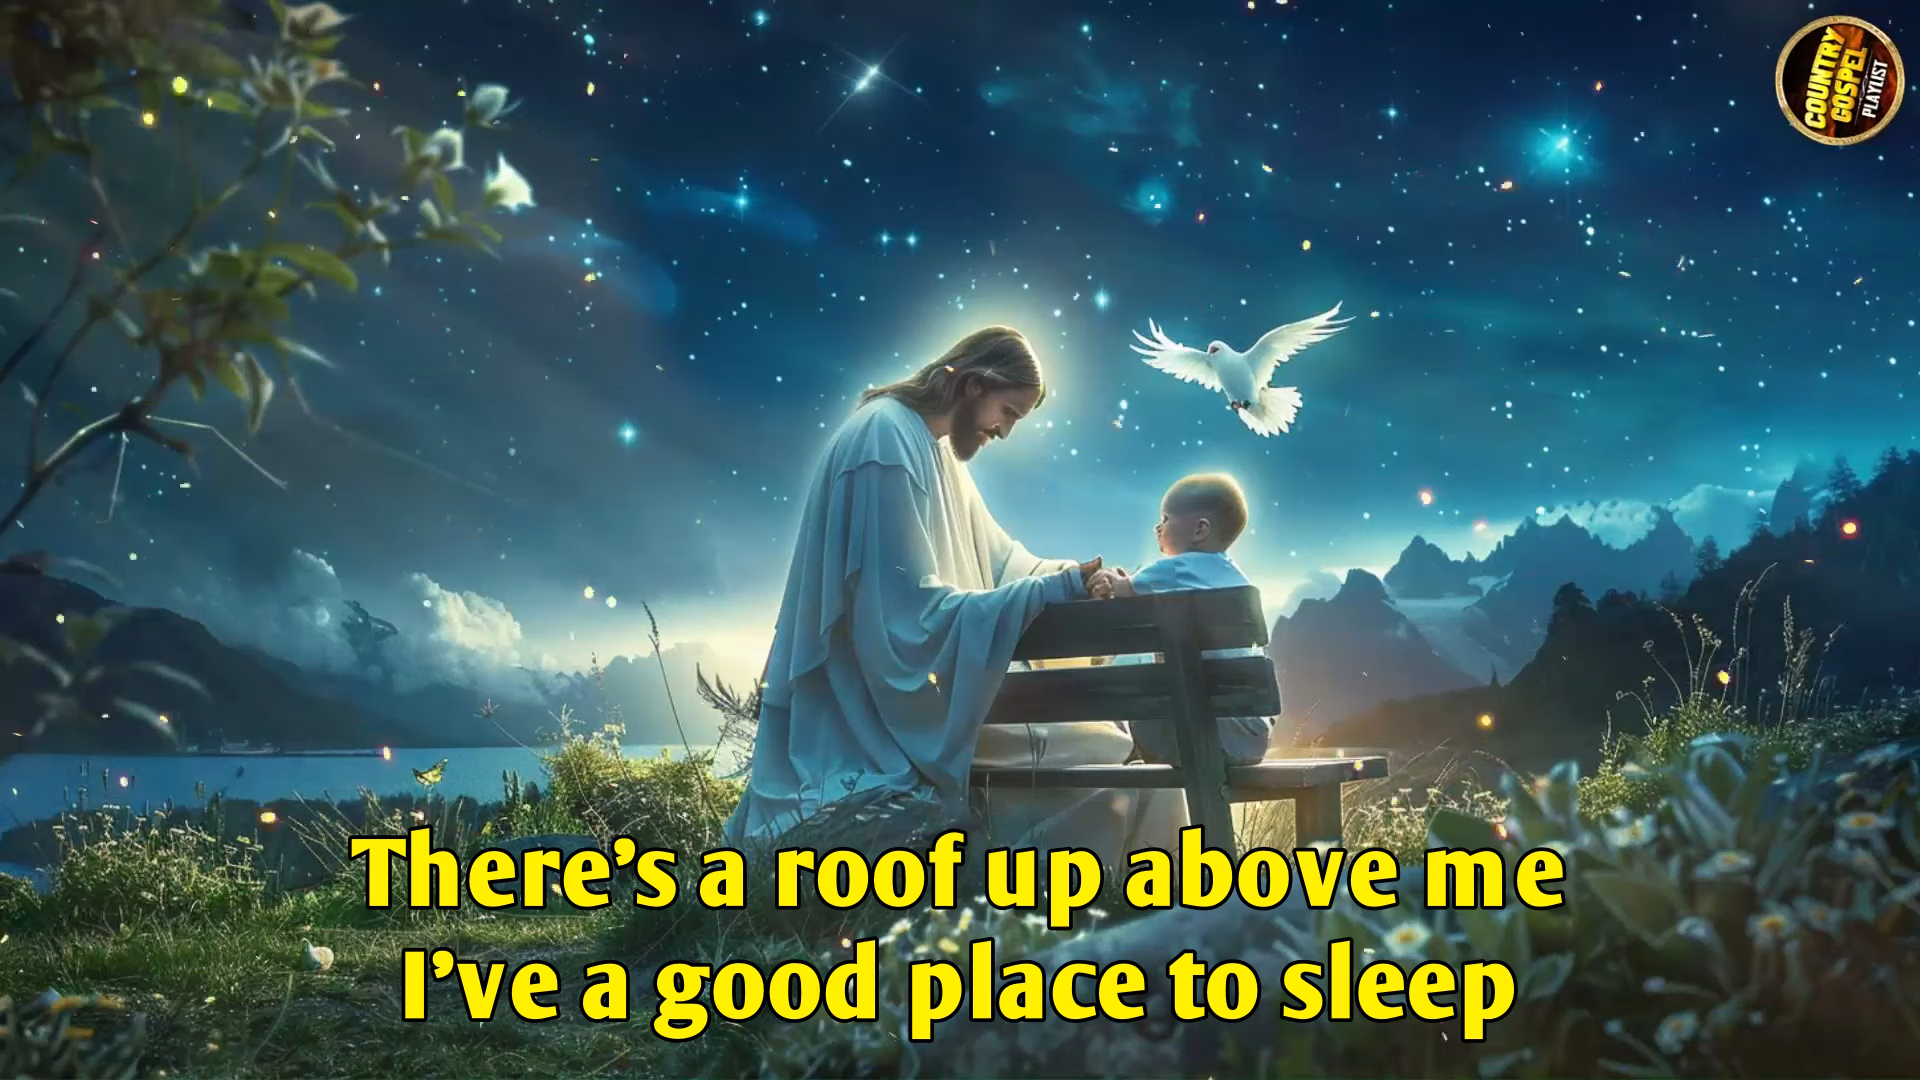 COUNTRY
GOSPEL
PLAYLIST
There's a roof up above me
I've a good place to sleep